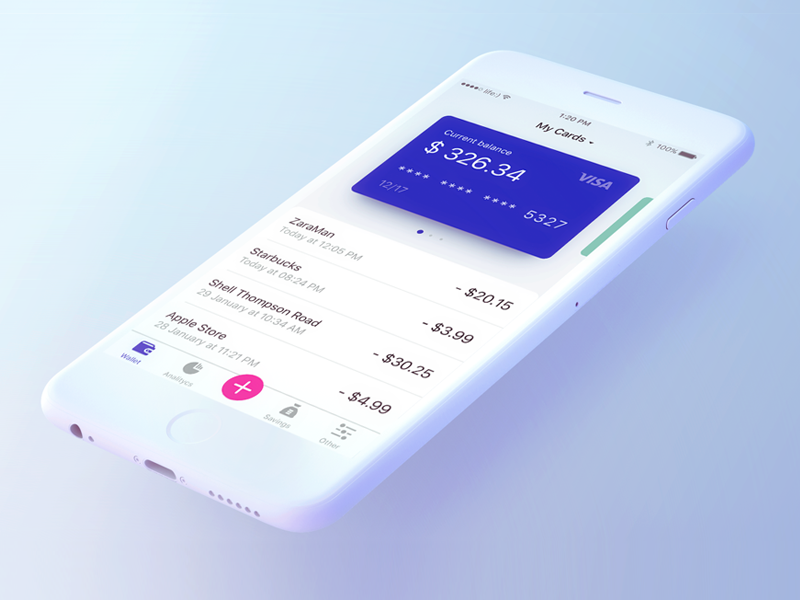 life:)
1:20 PM
100%
My Cards
Current balance
$ 326.34
VISA
**** **** **** 5327
12/17
ZaraMan
Today at 12:05 PM
- $20.15
Starbucks
Today at 08:24 PM
- $3.99
Shell Thompson Road
29 January at 10:34 AM
- $30.25
Apple Store
28 January at 11:21 PM
- $4.99
Wallet
Analitycs
Savings
Other